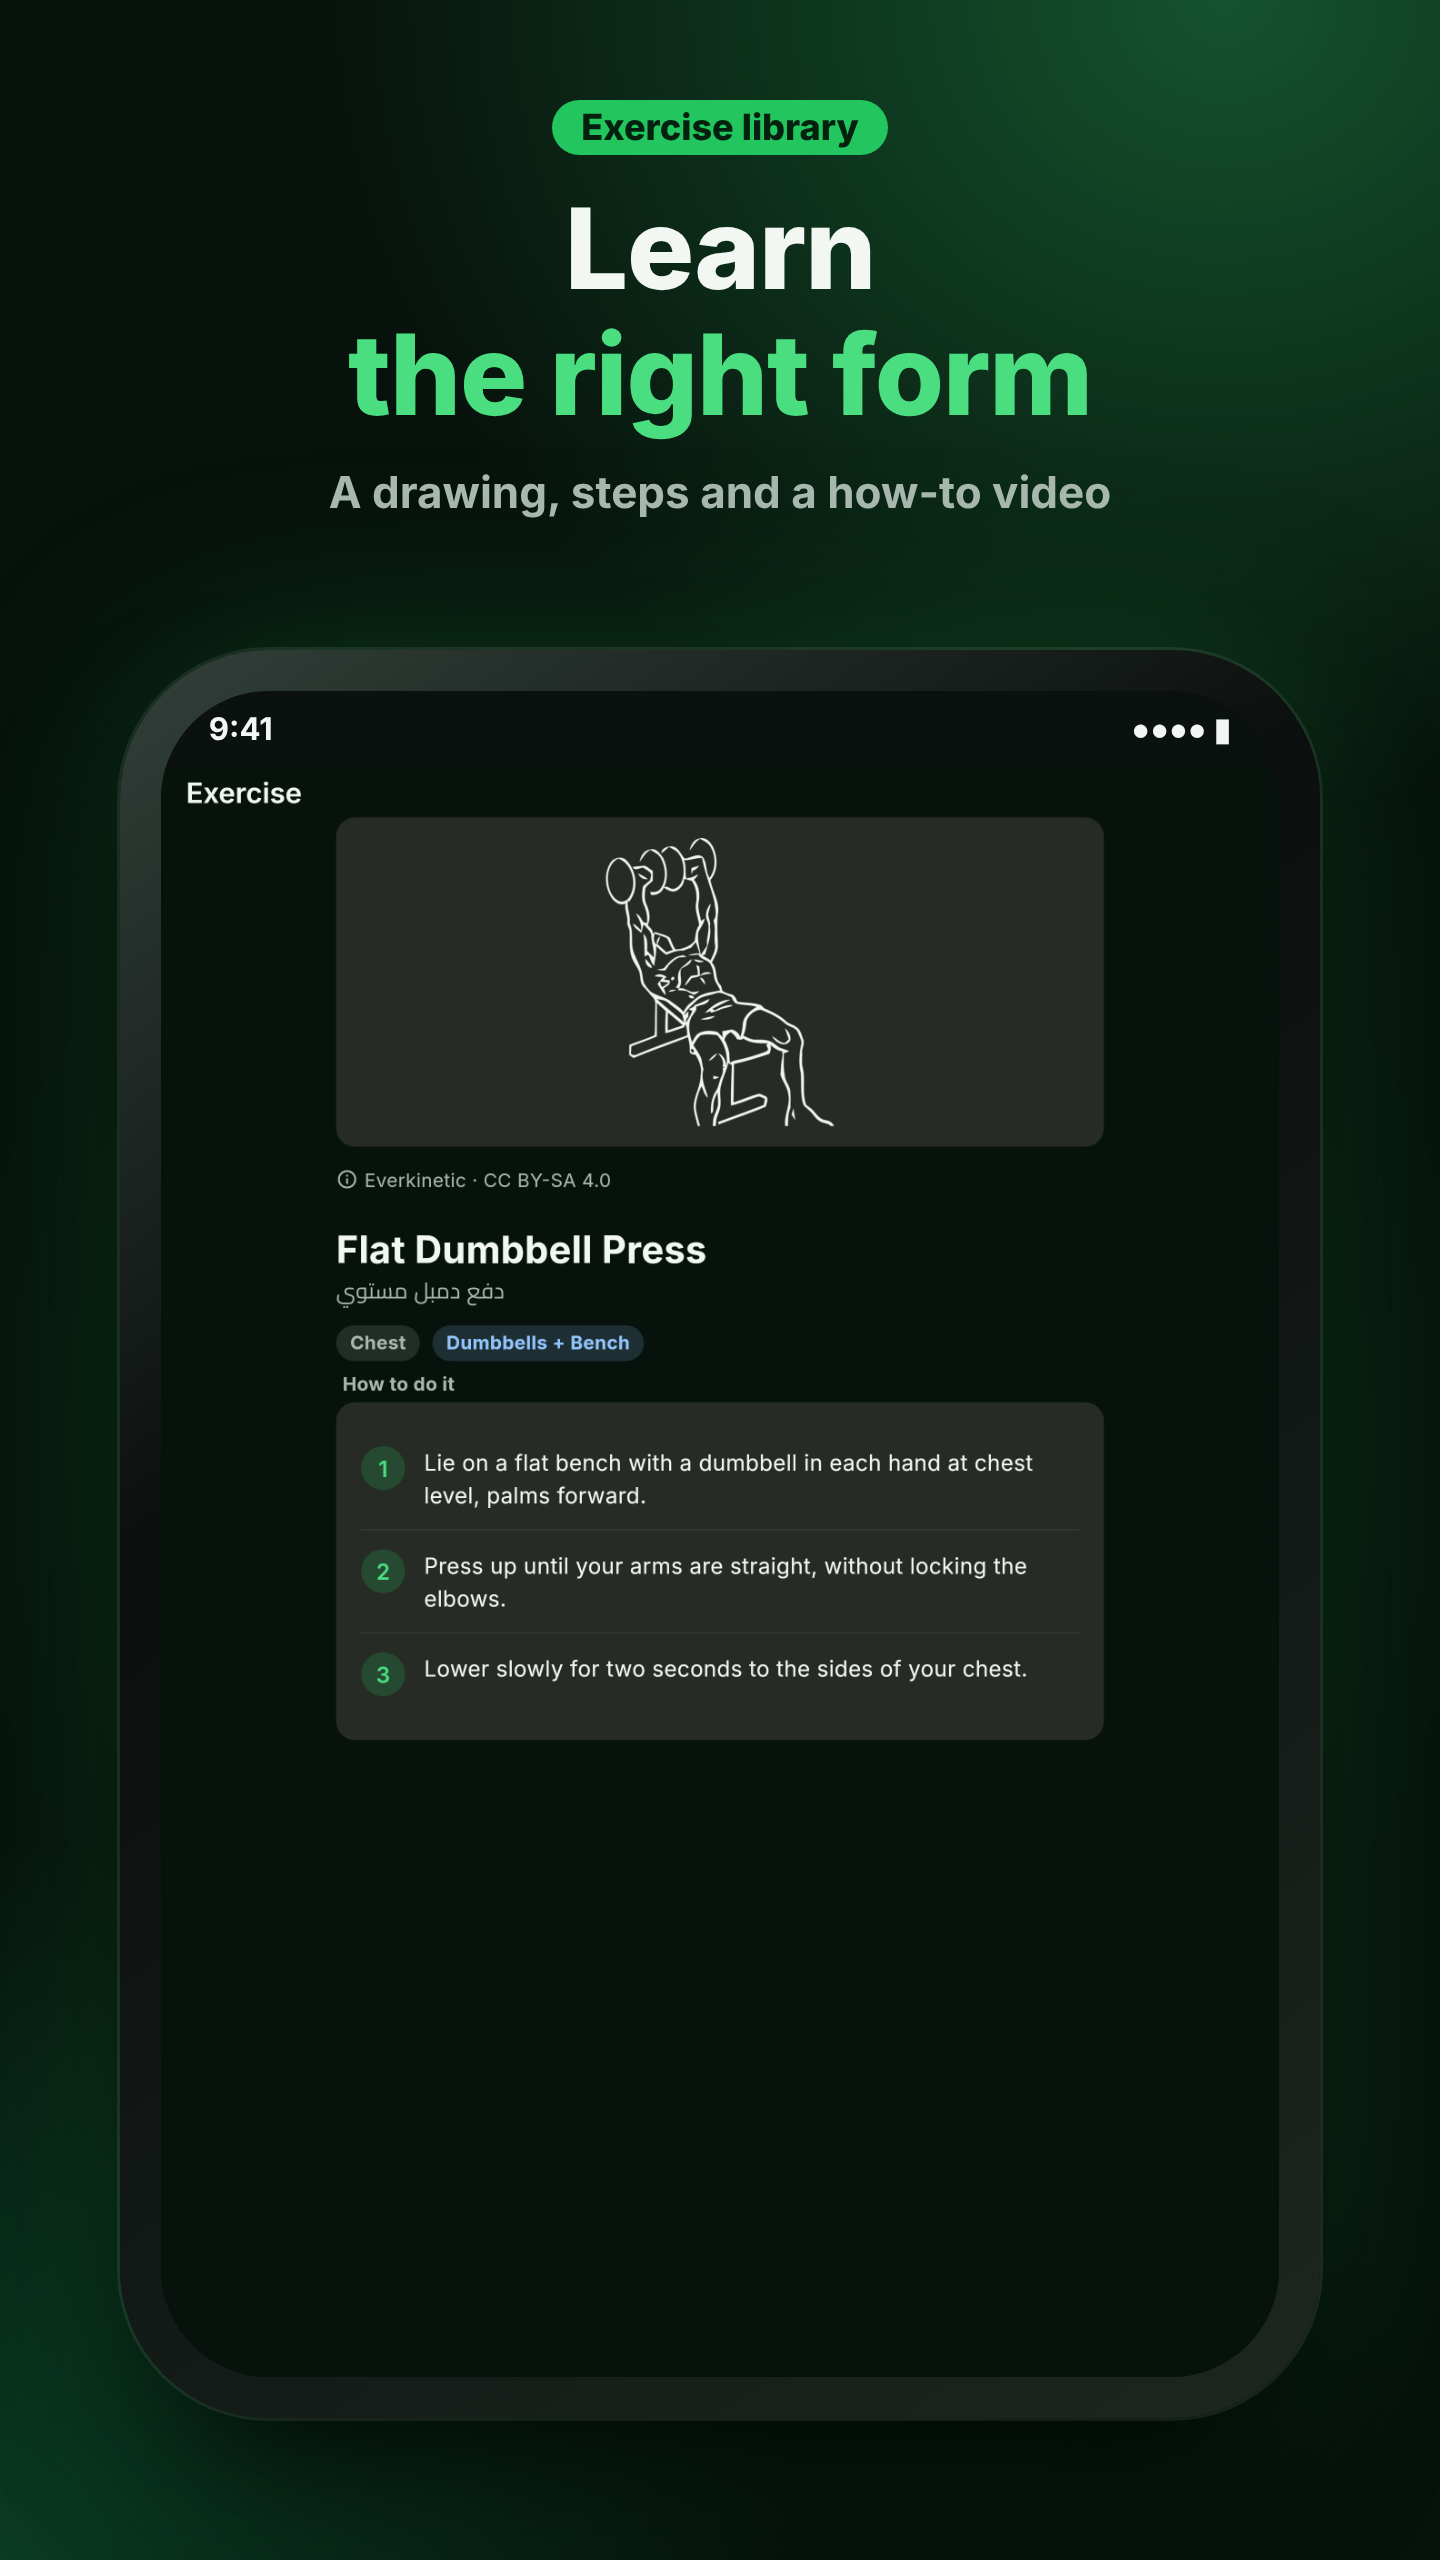 Exercise library
Learn
the right form
A drawing, steps and a how-to video
9:41
Exercise
Everkinetic · CC BY-SA 4.0
Flat Dumbbell Press
دفع دمبل مستوي
Chest
Dumbbells + Bench
How to do it
1 Lie on a flat bench with a dumbbell in each hand at chest
level, palms forward.
2 Press up until your arms are straight, without locking the
elbows.
3 Lower slowly for two seconds to the sides of your chest.